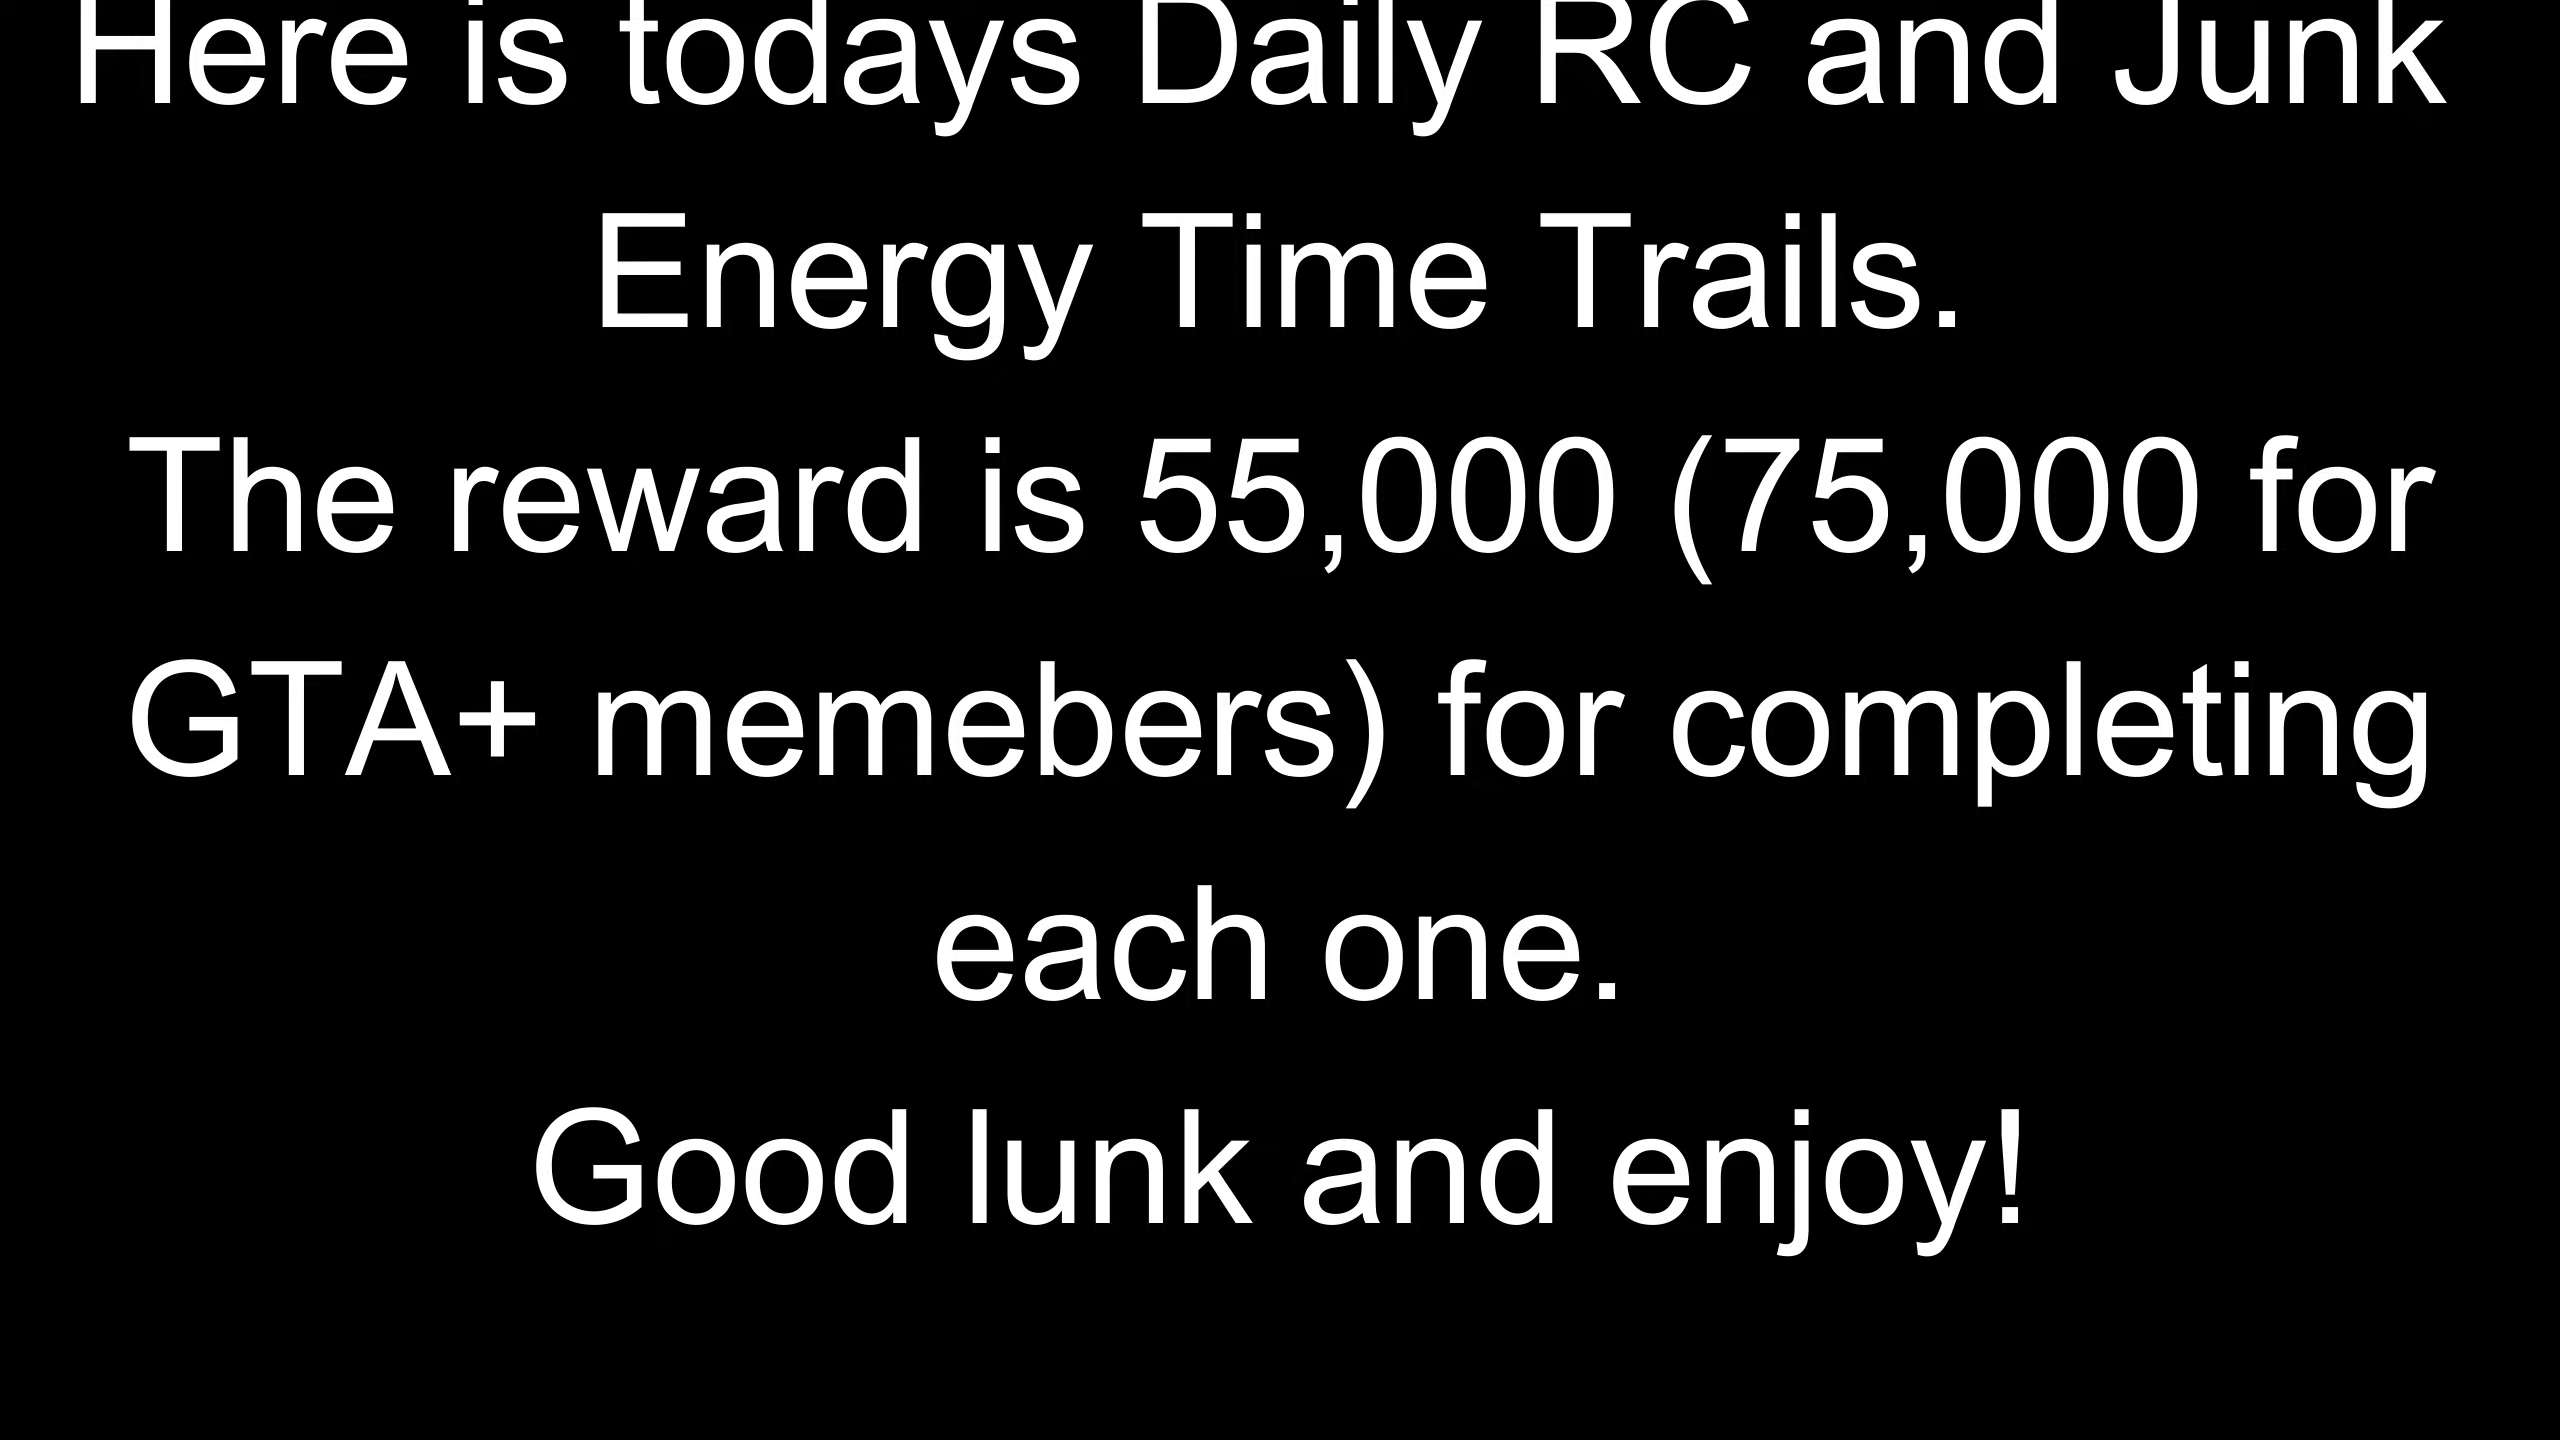 Here is todays Daily RC and Junk
Energy Time Trails.
The reward is 55,000 (75,000 for
GTA+ memebers) for completing
each one.
Good lunk and enjoy!